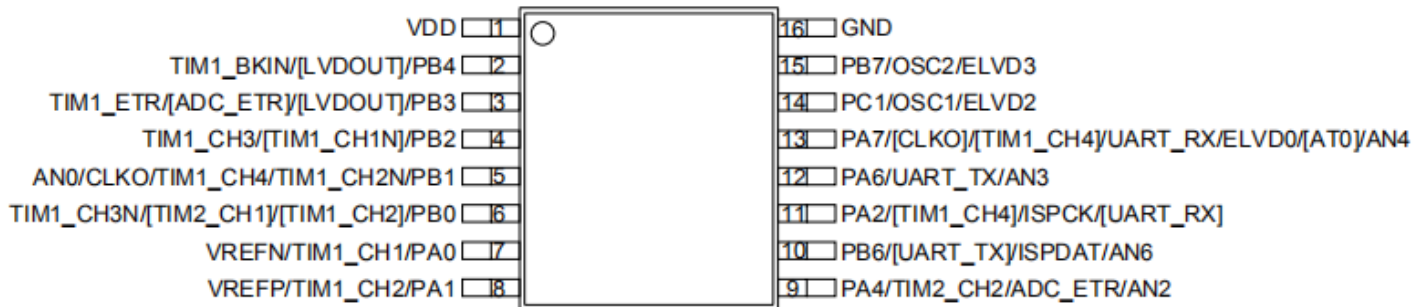 VDD 1 16 GND
TIM1_BKIN/[LVDOUT]/PB4 2 15 PB7/OSC2/ELVD3
TIM1_ETR/[ADC_ETR]/[LVDOUT]/PB3 3 14 PC1/OSC1/ELVD2
TIM1_CH3/[TIM1_CH1N]/PB2 4 13 PA7/[CLKO]/[TIM1_CH4]/UART_RX/ELVD0/[AT0]/AN4
AN0/CLKO/TIM1_CH4/TIM1_CH2N/PB1 5 12 PA6/UART_TX/AN3
TIM1_CH3N/[TIM2_CH1]/[TIM1_CH2]/PB0 6 11 PA2/[TIM1_CH4]/ISPCK/[UART_RX]
VREFN/TIM1_CH1/PA0 7 10 PB6/[UART_TX]/ISPDAT/AN6
VREFP/TIM1_CH2/PA1 8 9 PA4/TIM2_CH2/ADC_ETR/AN2